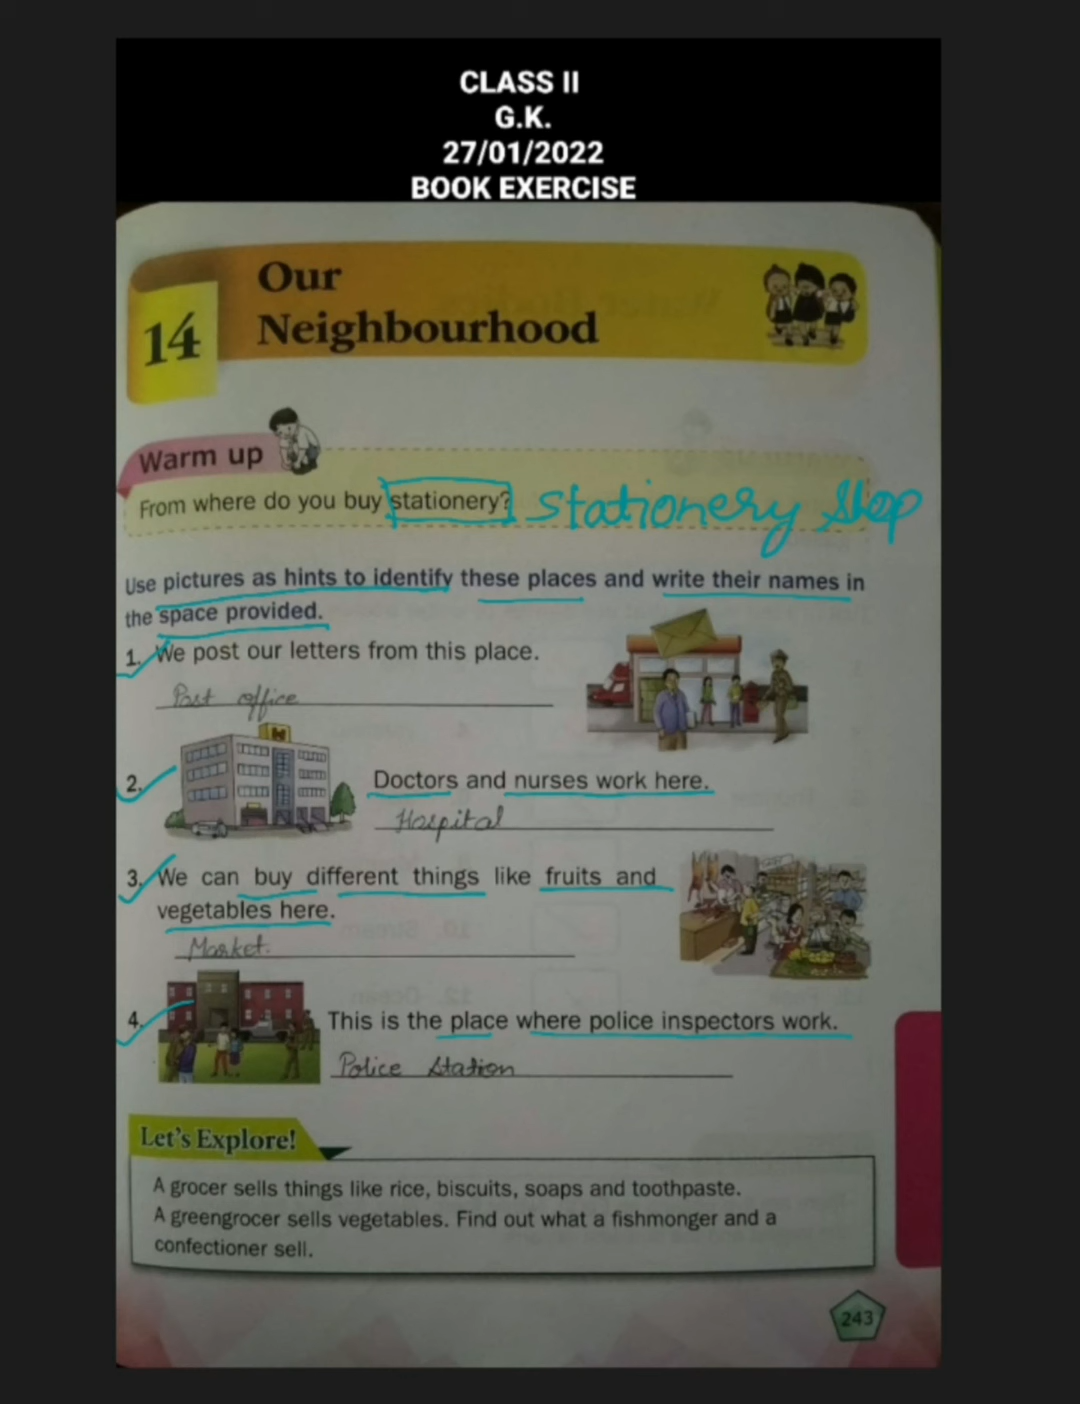 CLASS II
G.K.
27/01/2022
BOOK EXERCISE
14
Our
Neighbourhood
Warm up
From where do you buy stationery? Stationery Shop
Use pictures as hints to identify these places and write their names in
the space provided.
1. We post our letters from this place.
Post office
2.
Doctors and nurses work here.
Hospital
3. We can buy different things like fruits and
vegetables here.
Market.
4.
This is the place where police inspectors work.
Police Station
Let's Explore!
A grocer sells things like rice, biscuits, soaps and toothpaste.
A greengrocer sells vegetables. Find out what a fishmonger and a
confectioner sell.
243